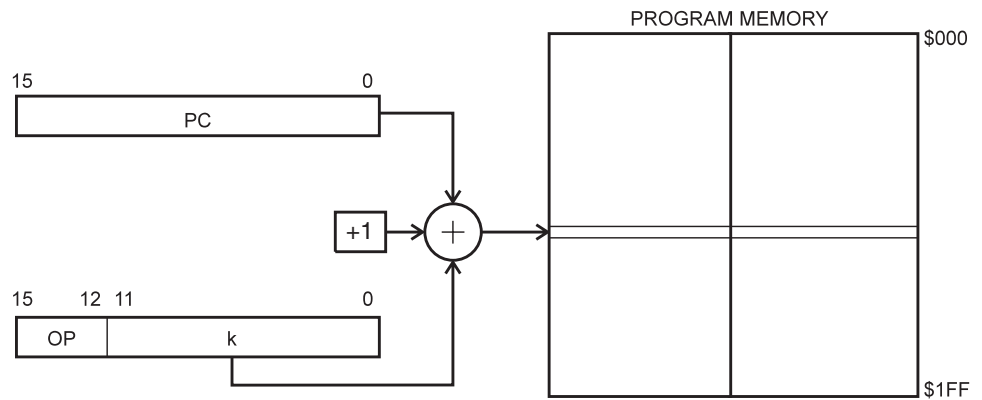 PROGRAM MEMORY
$000
15 0
PC
+1
+
15 12 11 0
OP k
$1FF